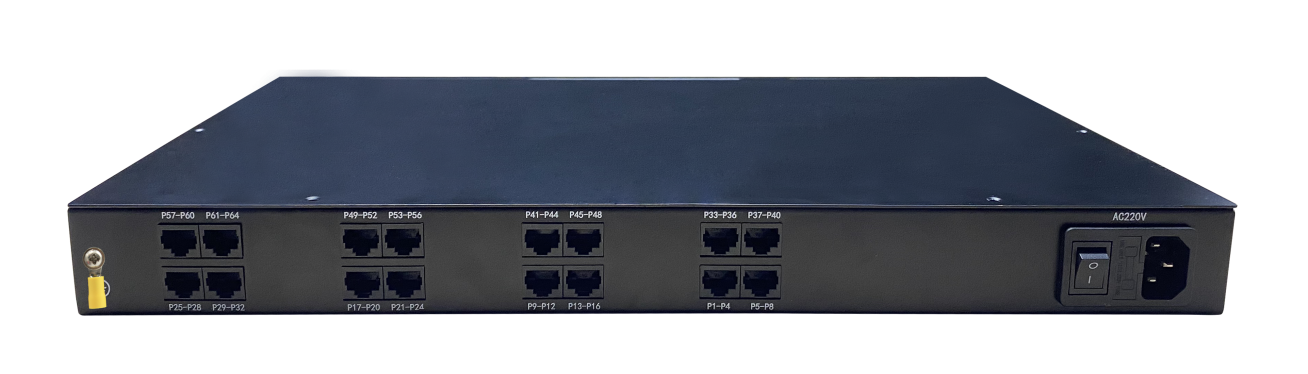 P57-P60 P61-P64 P49-P52 P53-P56 P41-P44 P45-P48 P33-P36 P37-P40 AC220V
O
I
P25-P28 P29-P32 P17-P20 P21-P24 P9-P12 P13-P16 P1-P4 P5-P8